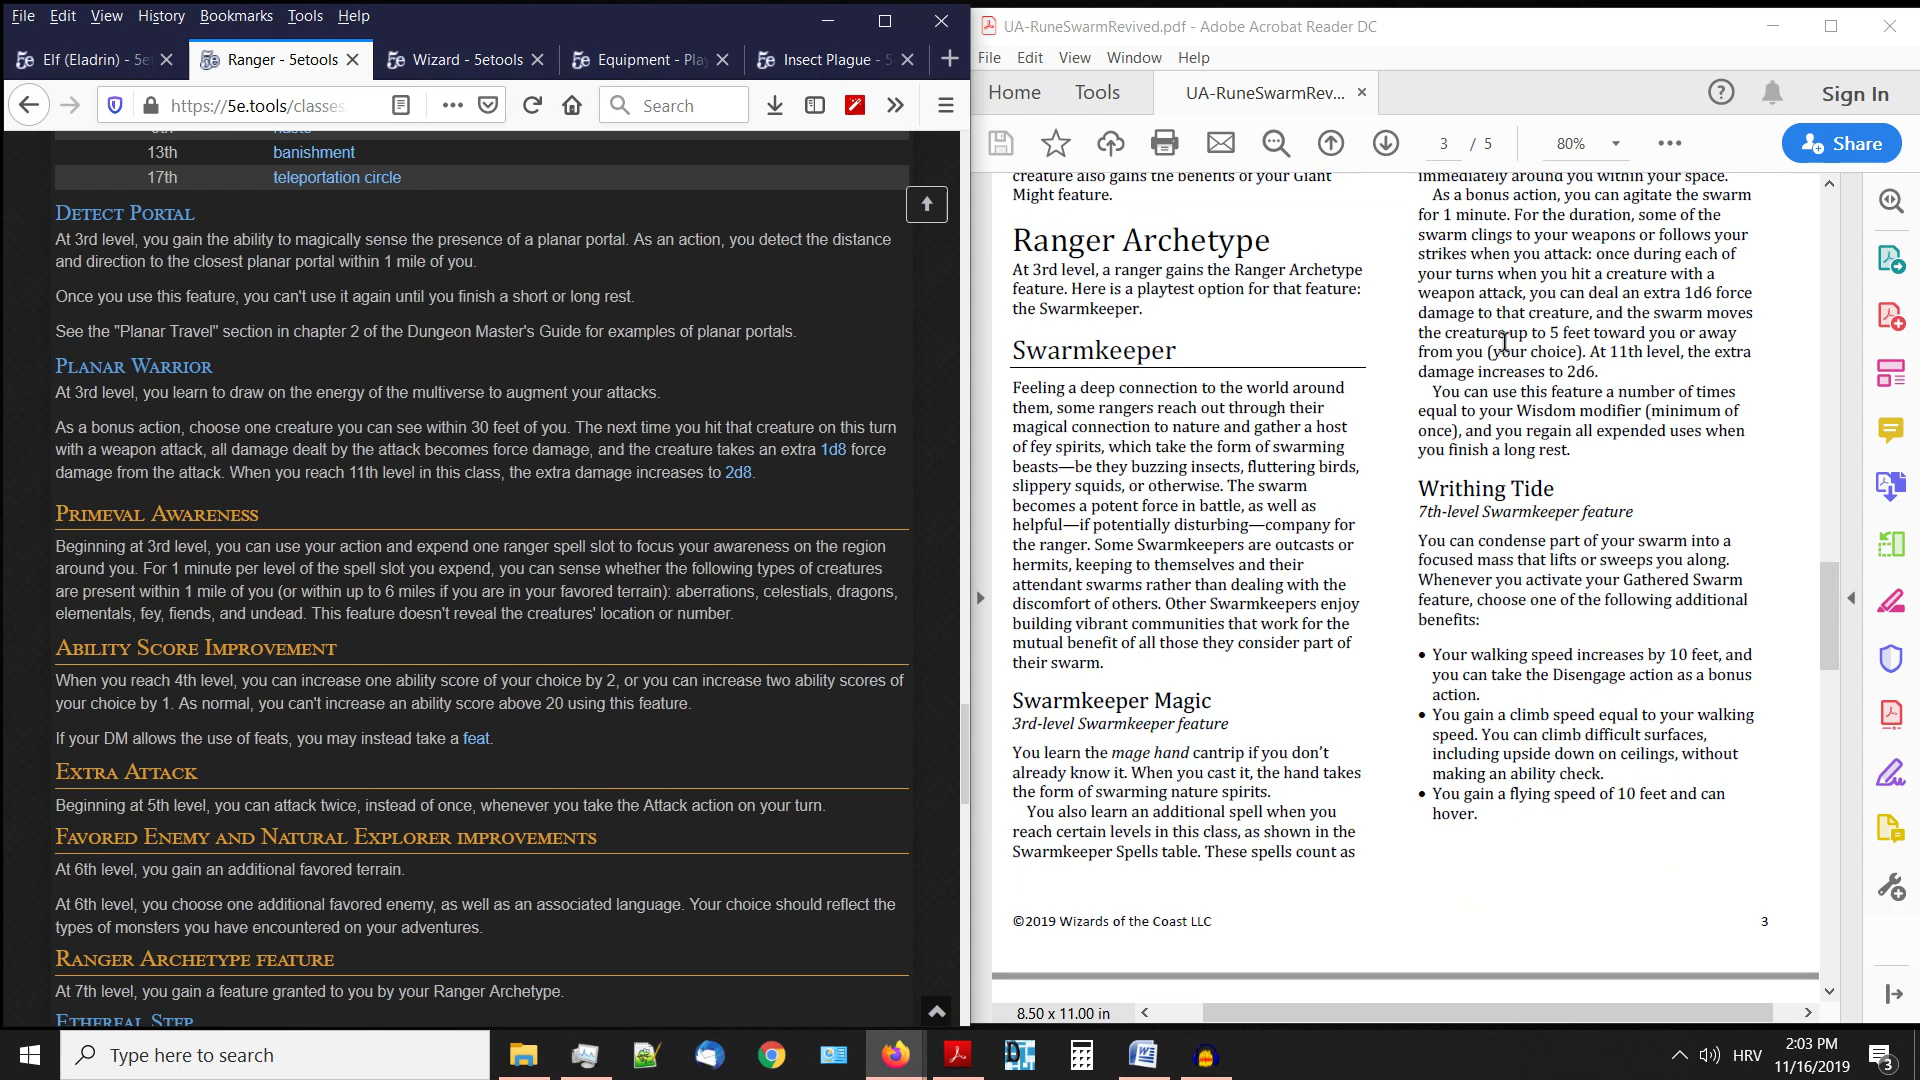 File Edit View History Bookmarks Tools Help
Elf (Eladrin) - 5e
Ranger - 5etools
Wizard - 5etools
Equipment - Pla
Insect Plague - 5
https://5e.tools/classes
Search
13th banishment
17th teleportation circle
DETECT PORTAL
At 3rd level, you gain the ability to magically sense the presence of a planar portal. As an action, you detect the distance
and direction to the closest planar portal within 1 mile of you.
Once you use this feature, you can't use it again until you finish a short or long rest.
See the "Planar Travel" section in chapter 2 of the Dungeon Master's Guide for examples of planar portals.
PLANAR WARRIOR
At 3rd level, you learn to draw on the energy of the multiverse to augment your attacks.
As a bonus action, choose one creature you can see within 30 feet of you. The next time you hit that creature on this turn
with a weapon attack, all damage dealt by the attack becomes force damage, and the creature takes an extra 1d8 force
damage from the attack. When you reach 11th level in this class, the extra damage increases to 2d8.
PRIMEVAL AWARENESS
Beginning at 3rd level, you can use your action and expend one ranger spell slot to focus your awareness on the region
around you. For 1 minute per level of the spell slot you expend, you can sense whether the following types of creatures
are present within 1 mile of you (or within up to 6 miles if you are in your favored terrain): aberrations, celestials, dragons,
elementals, fey, fiends, and undead. This feature doesn't reveal the creatures' location or number.
ABILITY SCORE IMPROVEMENT
When you reach 4th level, you can increase one ability score of your choice by 2, or you can increase two ability scores of
your choice by 1. As normal, you can't increase an ability score above 20 using this feature.
If your DM allows the use of feats, you may instead take a feat.
EXTRA ATTACK
Beginning at 5th level, you can attack twice, instead of once, whenever you take the Attack action on your turn.
FAVORED ENEMY AND NATURAL EXPLORER IMPROVEMENTS
At 6th level, you gain an additional favored terrain.
At 6th level, you choose one additional favored enemy, as well as an associated language. Your choice should reflect the
types of monsters you have encountered on your adventures.
RANGER ARCHETYPE FEATURE
At 7th level, you gain a feature granted to you by your Ranger Archetype.
ETHEREAL STEP
UA-RuneSwarmRevived.pdf - Adobe Acrobat Reader DC
File Edit View Window Help
Home Tools UA-RuneSwarmRev... Sign In
3 / 5 80% Share
creature also gains the benefits of your Giant
Might feature.
Ranger Archetype
At 3rd level, a ranger gains the Ranger Archetype
feature. Here is a playtest option for that feature:
the Swarmkeeper.
Swarmkeeper
Feeling a deep connection to the world around
them, some rangers reach out through their
magical connection to nature and gather a host
of fey spirits, which take the form of swarming
beasts—be they buzzing insects, fluttering birds,
slippery squids, or otherwise. The swarm
becomes a potent force in battle, as well as
helpful—if potentially disturbing—company for
the ranger. Some Swarmkeepers are outcasts or
hermits, keeping to themselves and their
attendant swarms rather than dealing with the
discomfort of others. Other Swarmkeepers enjoy
building vibrant communities that work for the
mutual benefit of all those they consider part of
their swarm.
Swarmkeeper Magic
3rd-level Swarmkeeper feature
You learn the mage hand cantrip if you don't
already know it. When you cast it, the hand takes
the form of swarming nature spirits.
You also learn an additional spell when you
reach certain levels in this class, as shown in the
Swarmkeeper Spells table. These spells count as
immediately around you within your space.
As a bonus action, you can agitate the swarm
for 1 minute. For the duration, some of the
swarm clings to your weapons or follows your
strikes when you attack: once during each of
your turns when you hit a creature with a
weapon attack, you can deal an extra 1d6 force
damage to that creature, and the swarm moves
the creature up to 5 feet toward you or away
from you (your choice). At 11th level, the extra
damage increases to 2d6.
You can use this feature a number of times
equal to your Wisdom modifier (minimum of
once), and you regain all expended uses when
you finish a long rest.
Writhing Tide
7th-level Swarmkeeper feature
You can condense part of your swarm into a
focused mass that lifts or sweeps you along.
Whenever you activate your Gathered Swarm
feature, choose one of the following additional
benefits:
• Your walking speed increases by 10 feet, and
you can take the Disengage action as a bonus
action.
• You gain a climb speed equal to your walking
speed. You can climb difficult surfaces,
including upside down on ceilings, without
making an ability check.
• You gain a flying speed of 10 feet and can
hover.
©2019 Wizards of the Coast LLC 3
8.50 x 11.00 in
Type here to search
HRV
2:03 PM
11/16/2019
3